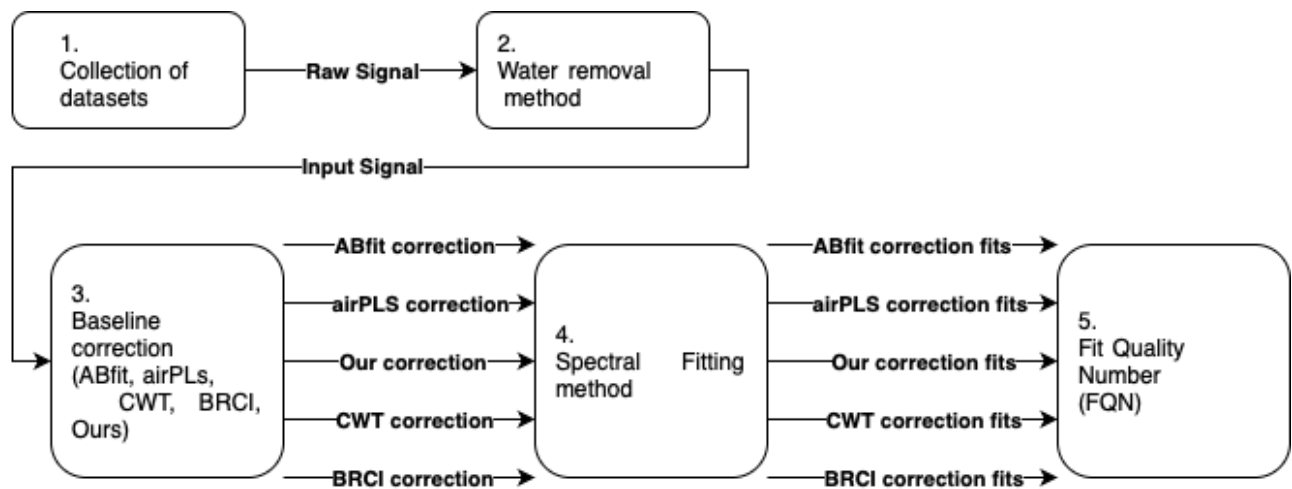 1.
Collection of
datasets
Raw Signal
2.
Water removal
method
Input Signal
3.
Baseline
correction
(ABfit, airPLs,
CWT, BRCI,
Ours)
ABfit correction
airPLS correction
Our correction
CWT correction
BRCI correction
4.
Spectral Fitting
method
ABfit correction fits
airPLS correction fits
Our correction fits
CWT correction fits
BRCI correction fits
5.
Fit Quality
Number
(FQN)